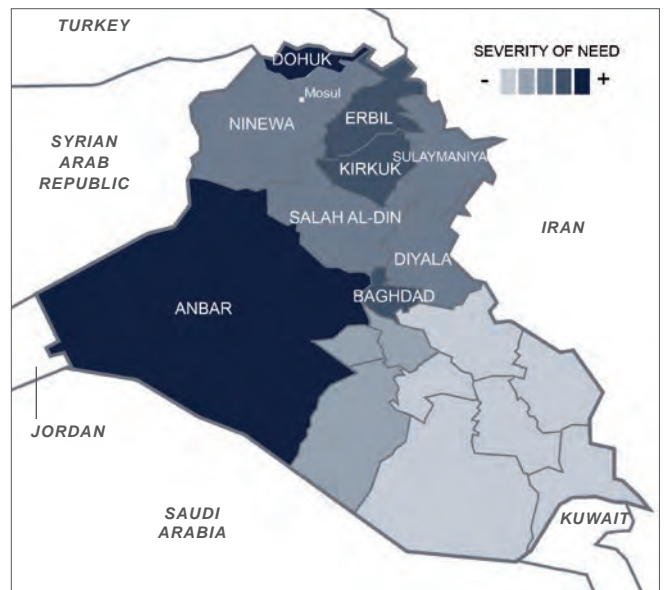 TURKEY
SEVERITY OF NEED
- +
DOHUK
Mosul
NINEWA
ERBIL
SYRIAN
ARAB
REPUBLIC
KIRKUK
SULAYMANIYA
SALAH AL-DIN
IRAN
DIYALA
ANBAR
BAGHDAD
JORDAN
SAUDI
ARABIA
KUWAIT